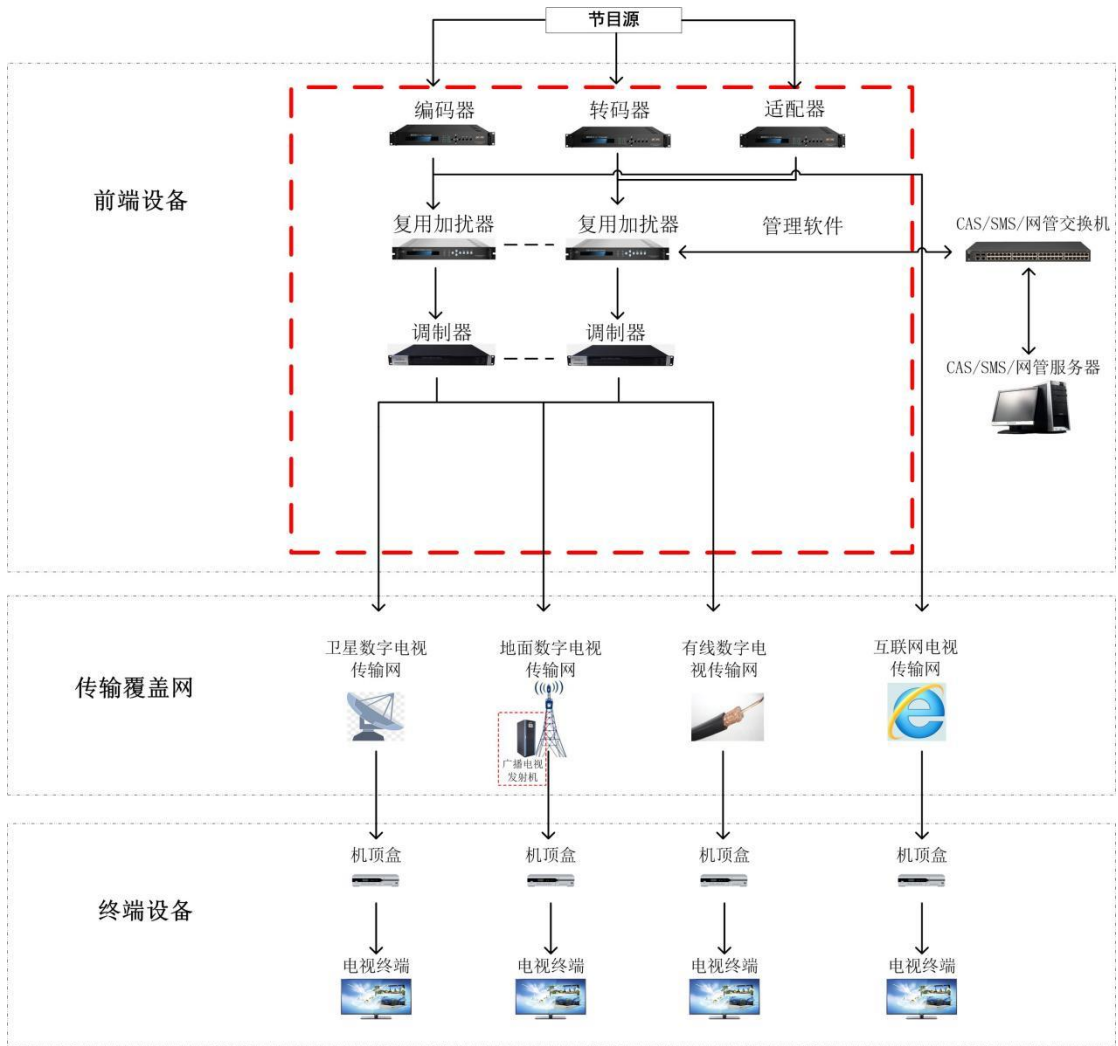 节目源
编码器
转码器
适配器
前端设备
复用加扰器
复用加扰器
管理软件
CAS/SMS/网管交换机
调制器
调制器
CAS/SMS/网管服务器
传输覆盖网
卫星数字电视
传输网
地面数字电视
传输网
有线数字电
视传输网
互联网电视
传输网
广播电视
发射机
终端设备
机顶盒
机顶盒
机顶盒
机顶盒
电视终端
电视终端
电视终端
电视终端